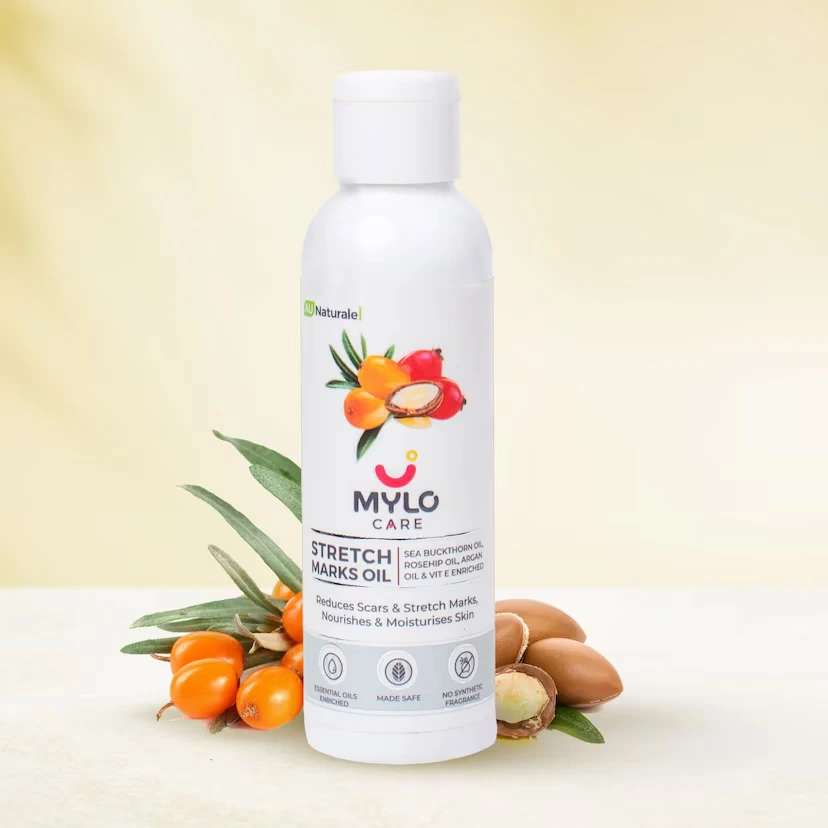 AU Naturale
MYLO
CARE
STRETCH
MARKS OIL
SEA BUCKTHORN OIL,
ROSEHIP OIL, ARGAN
OIL & VIT E ENRICHED
Reduces Scars & Stretch Marks,
Nourishes & Moisturises Skin
ESSENTIAL OILS
ENRICHED
MADE SAFE
NO SYNTHETIC
FRAGRANCE